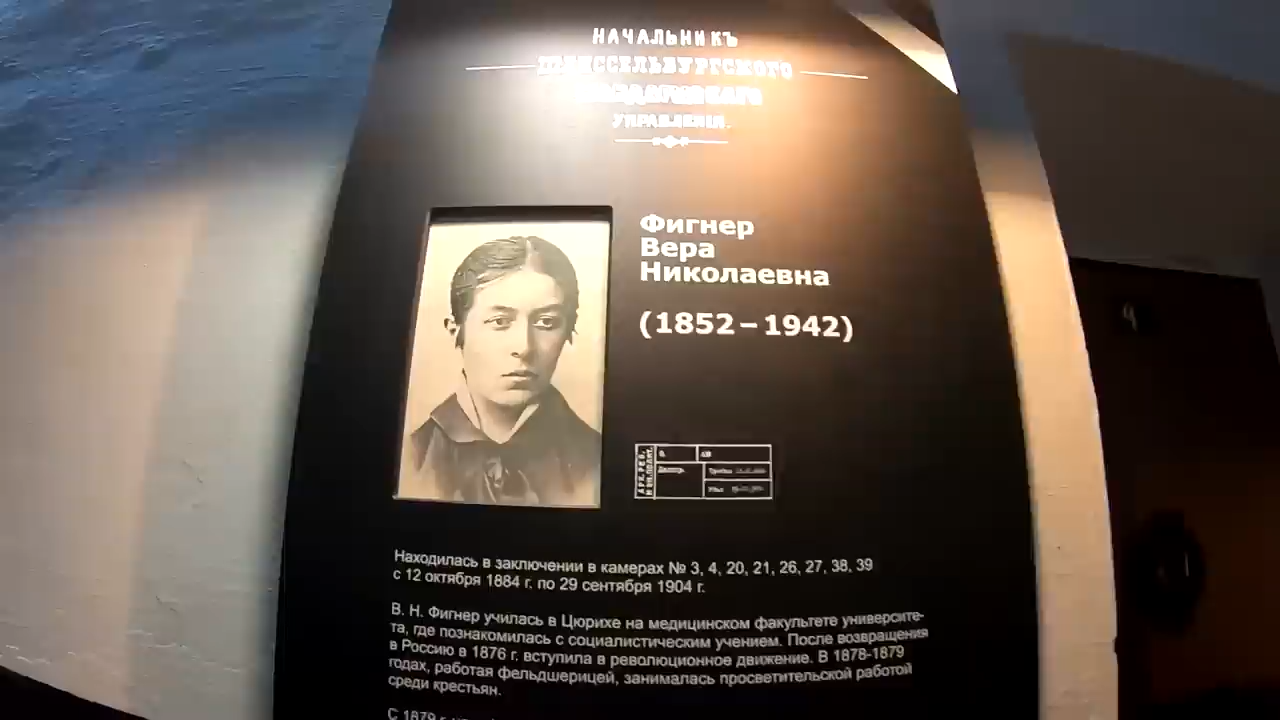 НАЧАЛЬНИКЪ
ШЛИССЕЛЬБУРГСКОГО
УПРАВЛЕНІЯ.
Фигнер
Вера
Николаевна
(1852–1942)
Находилась в заключении в камерах № 3, 4, 20, 21, 26, 27, 38, 39
с 12 октября 1884 г. по 29 сентября 1904 г.
В. Н. Фигнер училась в Цюрихе на медицинском факультете университе-
та, где познакомилась с социалистическим учением. После возвращения
в Россию в 1876 г. вступила в революционное движение. В 1878-1879
годах, работая фельдшерицей, занималась просветительской работой
среди крестьян.
С 1879 г.